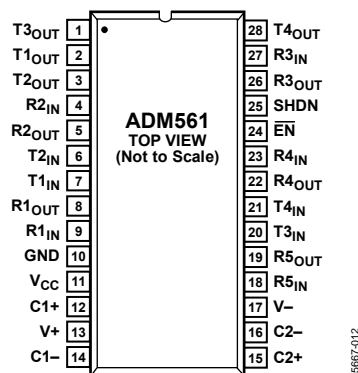 T3OUT 1 28 T4OUT
T1OUT 2 27 R3IN
T2OUT 3 26 R3OUT
R2IN 4 25 SHDN
R2OUT 5 24 EN
T2IN 6 23 R4IN
T1IN 7 22 R4OUT
R1OUT 8 21 T4IN
R1IN 9 20 T3IN
GND 10 19 R5OUT
VCC 11 18 R5IN
C1+ 12 17 V–
V+ 13 16 C2–
C1– 14 15 C2+
ADM561
TOP VIEW
(Not to Scale)
5667-012